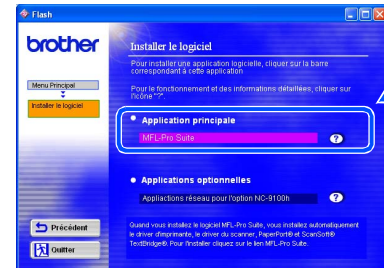 Flash
brother
Menu Principal
Installer le logiciel
Installer le logiciel
Pour installer une application logicielle, cliquer sur la barre
correspondant à cette application
Pour le fonctionnement et des informations détaillées, cliquer sur
l'icône "?".
Application principale
MFL-Pro Suite
?
Applications optionnelles
Appliactions réseau pour l'option NC-9100h
?
Quand vous installez le logiciel MFL-Pro Suite, vous installez automatiquement
le driver d'imprimante, le driver du scanner, PaperPort® et ScanSoft®
TextBridge®. Pour l'installer cliquez sur le lien MFL-Pro Suite.
Précédent
Quitter